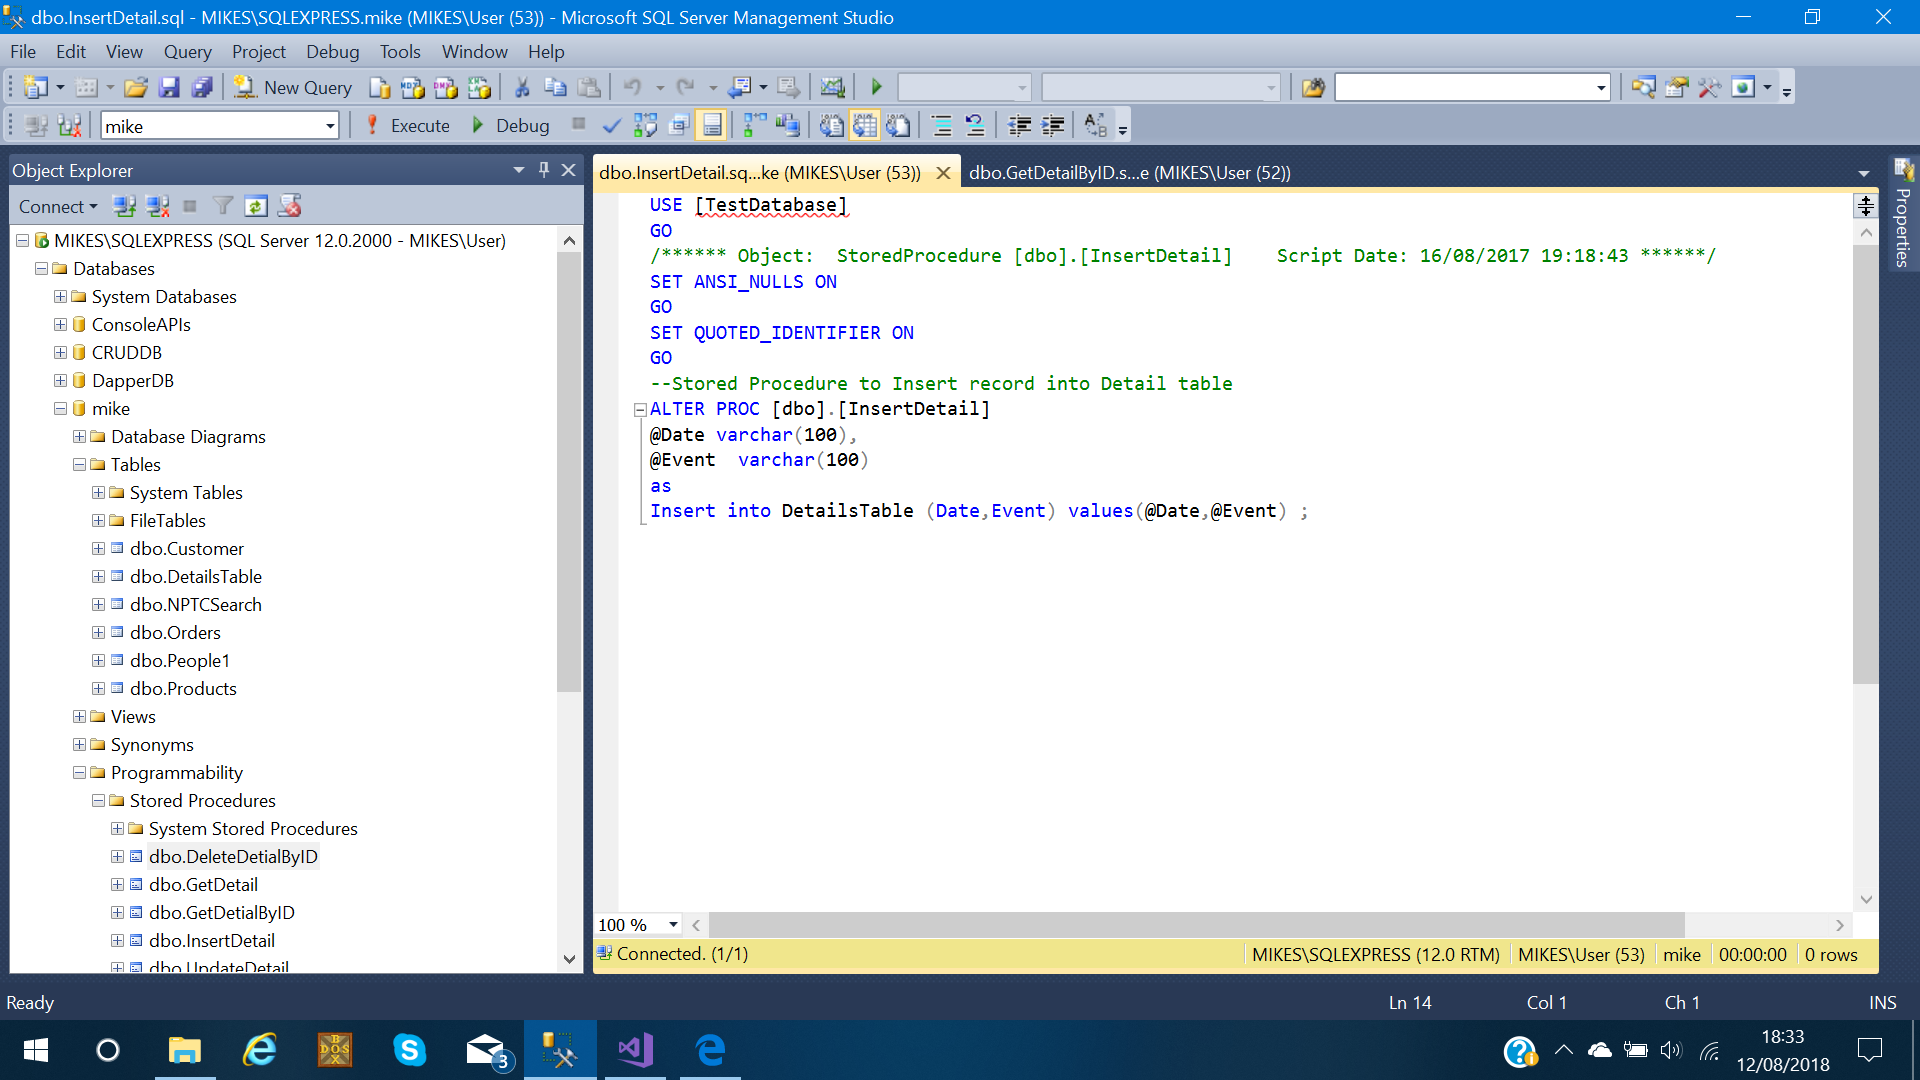 dbo.InsertDetail.sql - MIKES\SQLEXPRESS.mike (MIKES\User (53)) - Microsoft SQL Server Management Studio
File Edit View Query Project Debug Tools Window Help
New Query
mike Execute Debug
Object Explorer
Connect
MIKES\SQLEXPRESS (SQL Server 12.0.2000 - MIKES\User)
Databases
System Databases
ConsoleAPIs
CRUDDB
DapperDB
mike
Database Diagrams
Tables
System Tables
FileTables
dbo.Customer
dbo.DetailsTable
dbo.NPTCSearch
dbo.Orders
dbo.People1
dbo.Products
Views
Synonyms
Programmability
Stored Procedures
System Stored Procedures
dbo.DeleteDetialByID
dbo.GetDetail
dbo.GetDetialByID
dbo.InsertDetail
dbo.UpdateDetail
dbo.InsertDetail.sq...ke (MIKES\User (53)) dbo.GetDetailByID.s...e (MIKES\User (52))
USE [TestDatabase]
GO
/****** Object:  StoredProcedure [dbo].[InsertDetail]    Script Date: 16/08/2017 19:18:43 ******/
SET ANSI_NULLS ON
GO
SET QUOTED_IDENTIFIER ON
GO
--Stored Procedure to Insert record into Detail table
ALTER PROC [dbo].[InsertDetail]
@Date varchar(100),
@Event  varchar(100)
as
Insert into DetailsTable (Date,Event) values(@Date,@Event) ;
100 %
Connected. (1/1) MIKES\SQLEXPRESS (12.0 RTM) MIKES\User (53) mike 00:00:00 0 rows
Properties
Ready Ln 14 Col 1 Ch 1 INS
3
18:33
12/08/2018